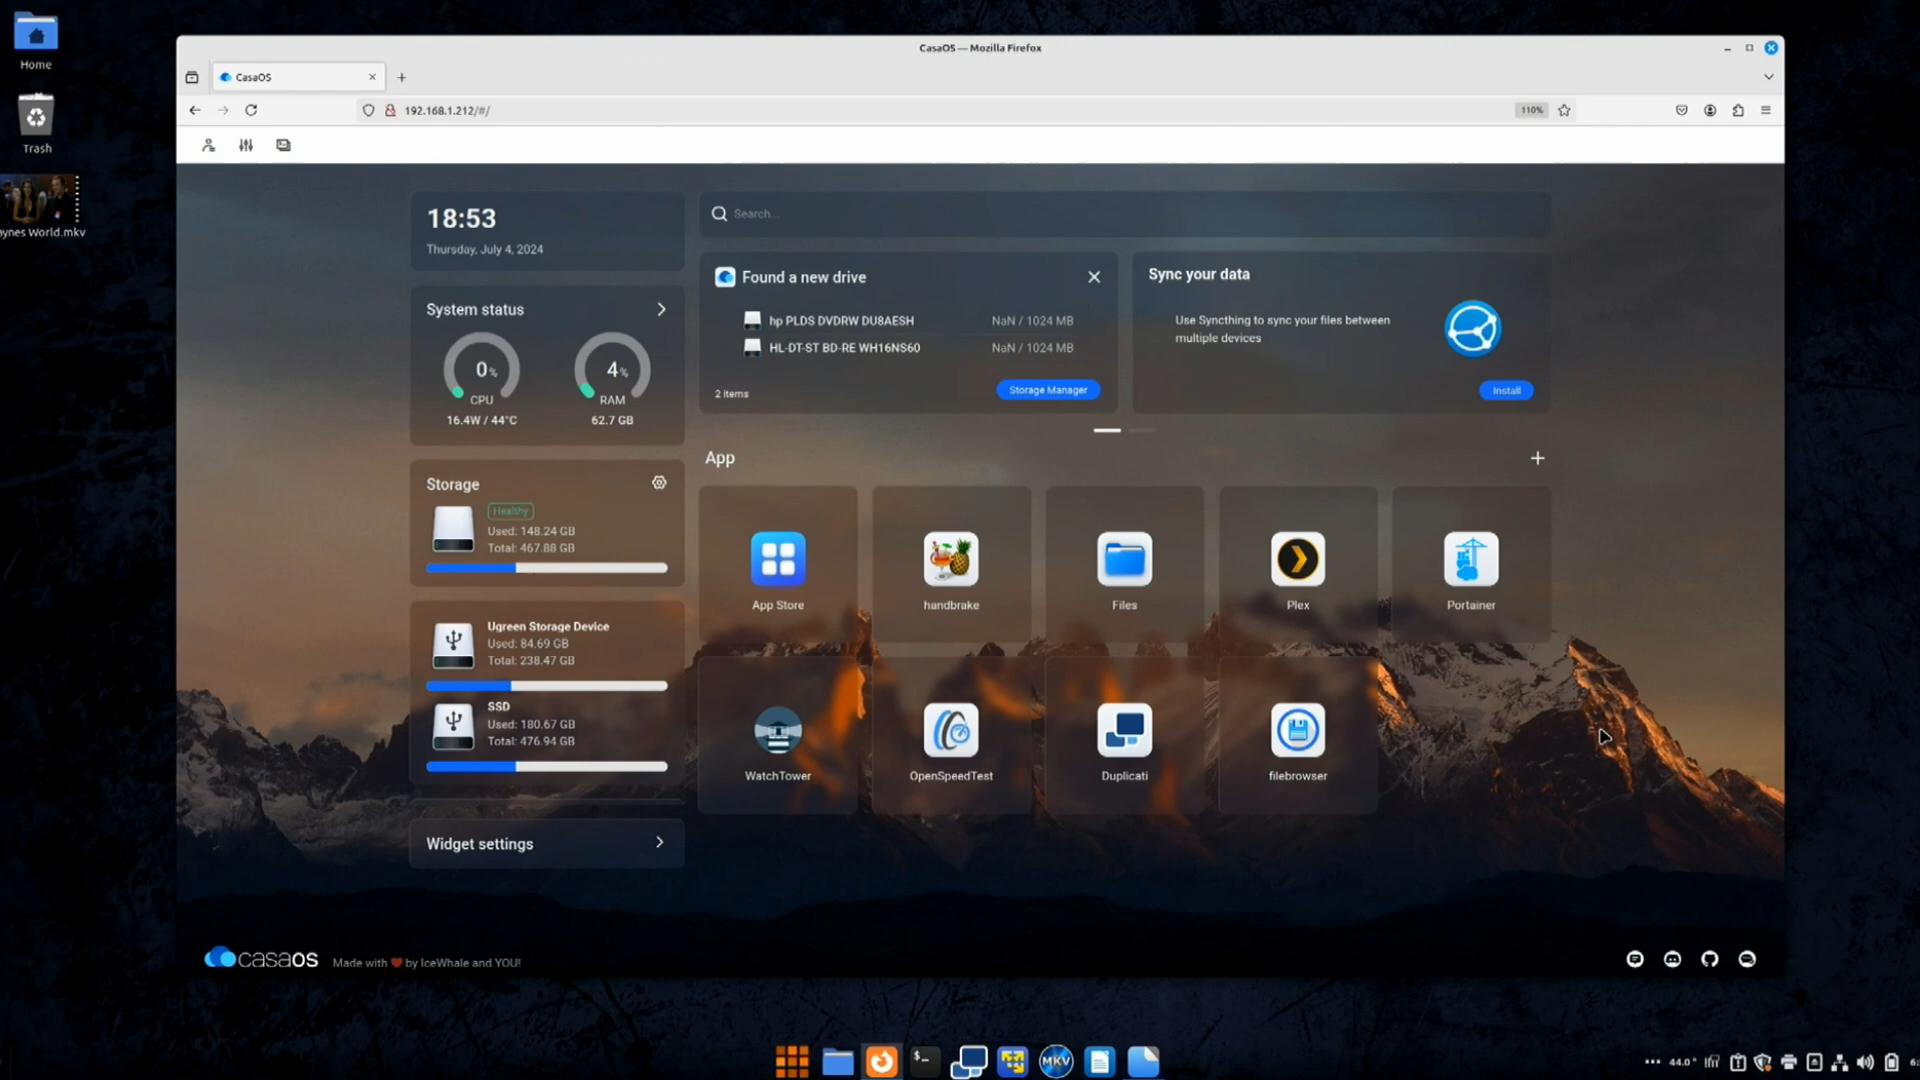 Home
Trash
aynes World.mkv
CasaOS — Mozilla Firefox
CasaOS
192.168.1.212/#/
110%
18:53
Thursday, July 4, 2024
System status
0%
CPU
16.4W / 44°C
4%
RAM
62.7 GB
Storage
Healthy
Used: 148.24 GB
Total: 467.88 GB
Ugreen Storage Device
Used: 84.69 GB
Total: 238.47 GB
SSD
Used: 180.67 GB
Total: 476.94 GB
Widget settings
Search...
Found a new drive
hp PLDS DVDRW DU8AESH NaN / 1024 MB
HL-DT-ST BD-RE WH16NS60 NaN / 1024 MB
2 items
Storage Manager
Sync your data
Use Syncthing to sync your files between
multiple devices
Install
App
App Store
handbrake
Files
Plex
Portainer
WatchTower
OpenSpeedTest
Duplicati
filebrowser
casaOS Made with ❤ by IceWhale and YOU!
$_
MKV
44.0°